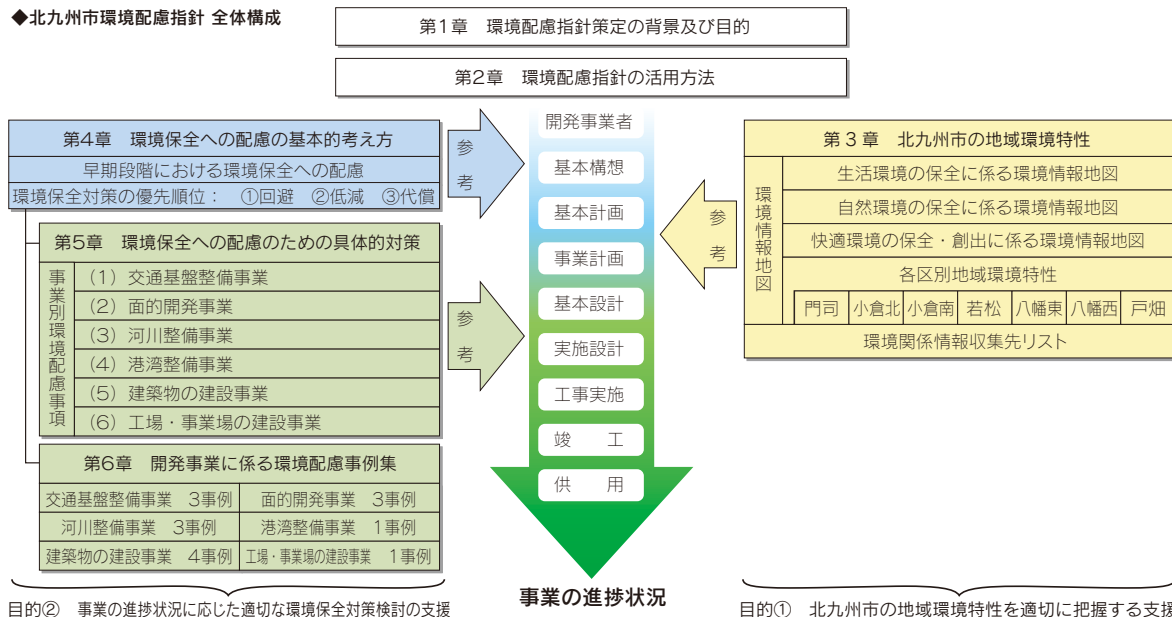 ◆北九州市環境配慮指針 全体構成
第1章 環境配慮指針策定の背景及び目的
第2章 環境配慮指針の活用方法
第4章 環境保全への配慮の基本的考え方
早期段階における環境保全への配慮
環境保全対策の優先順位： ①回避 ②低減 ③代償
参考
第5章 環境保全への配慮のための具体的対策
事業別環境配慮事項
(1) 交通基盤整備事業
(2) 面的開発事業
(3) 河川整備事業
(4) 港湾整備事業
(5) 建築物の建設事業
(6) 工場・事業場の建設事業
参考
第6章 開発事業に係る環境配慮事例集
交通基盤整備事業 3事例 面的開発事業 3事例
河川整備事業 3事例 港湾整備事業 1事例
建築物の建設事業 4事例 工場・事業場の建設事業 1事例
目的② 事業の進捗状況に応じた適切な環境保全対策検討の支援
開発事業者
基本構想
基本計画
事業計画
基本設計
実施設計
工事実施
竣 工
供 用
事業の進捗状況
参考
第3章 北九州市の地域環境特性
環境情報地図
生活環境の保全に係る環境情報地図
自然環境の保全に係る環境情報地図
快適環境の保全・創出に係る環境情報地図
各区別地域環境特性
門司 小倉北 小倉南 若松 八幡東 八幡西 戸畑
環境関係情報収集先リスト
目的① 北九州市の地域環境特性を適切に把握する支援